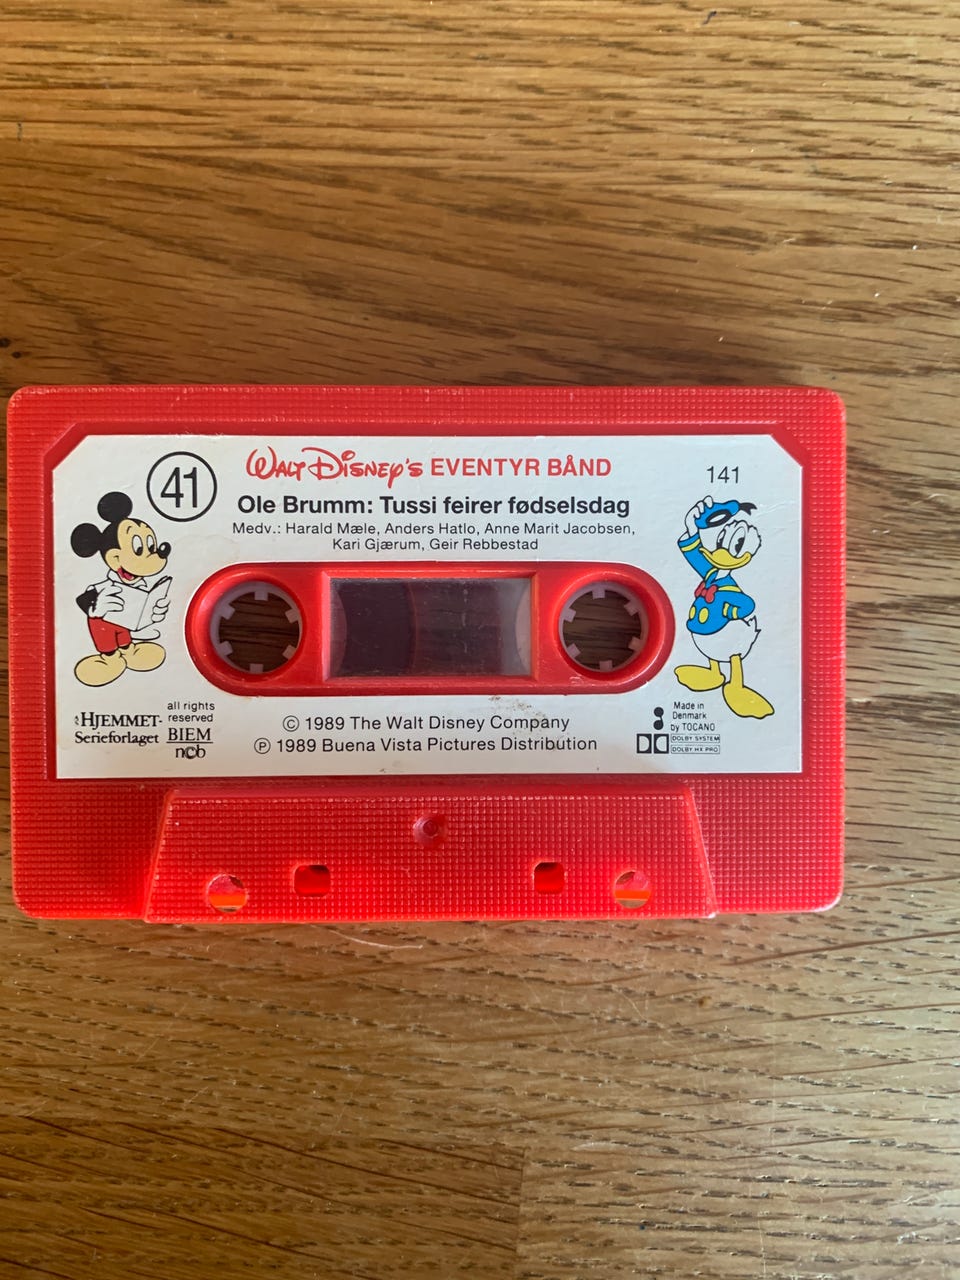 41
WALT DISNEY'S EVENTYR BÅND
141
Ole Brumm: Tussi feirer fødselsdag
Medv.: Harald Mæle, Anders Hatlo, Anne Marit Jacobsen,
Kari Gjærum, Geir Rebbestad
HJEMMET-
Serieforlaget
all rights
reserved
BIEM
ncb
© 1989 The Walt Disney Company
℗ 1989 Buena Vista Pictures Distribution
Made in
Denmark
by TOCANO
DOLBY SYSTEM
DOLBY HX PRO